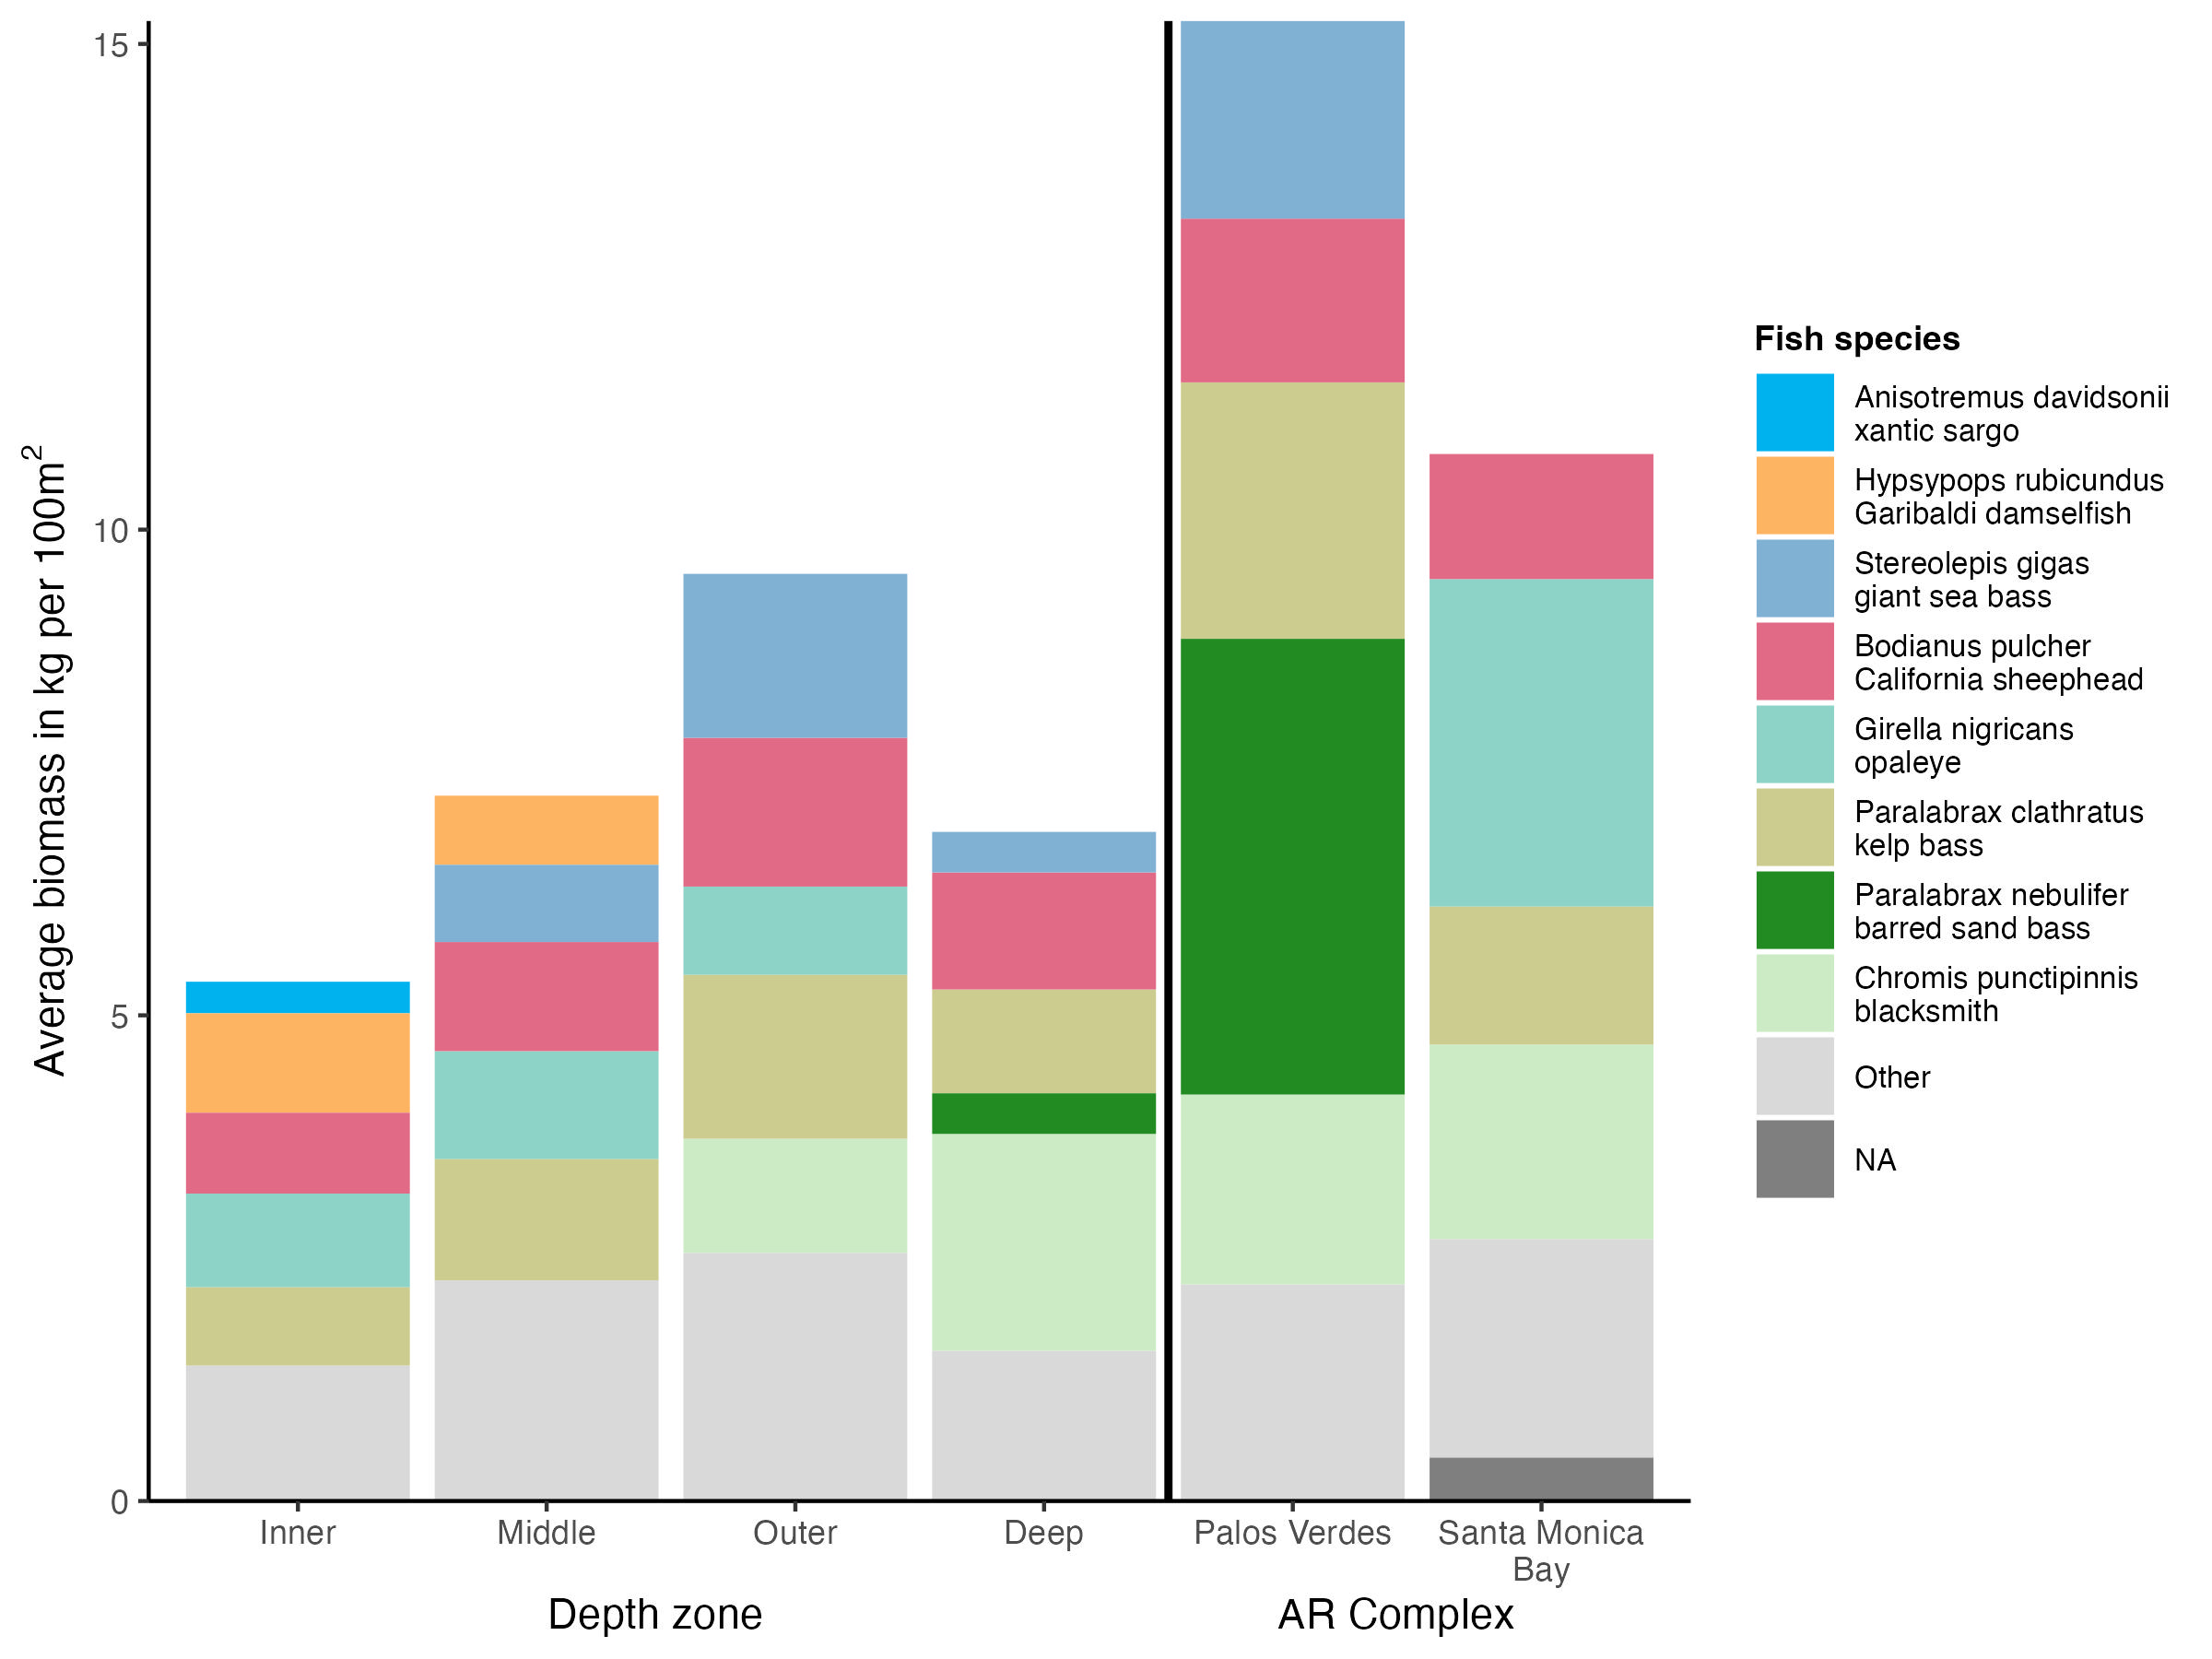 Average biomass in kg per 100m²
15
10
5
0
Inner
Middle
Outer
Deep
Palos Verdes
Santa Monica
Bay
Depth zone
AR Complex
Fish species
Anisotremus davidsonii
xantic sargo
Hypsypops rubicundus
Garibaldi damselfish
Stereolepis gigas
giant sea bass
Bodianus pulcher
California sheephead
Girella nigricans
opaleye
Paralabrax clathratus
kelp bass
Paralabrax nebulifer
barred sand bass
Chromis punctipinnis
blacksmith
Other
NA